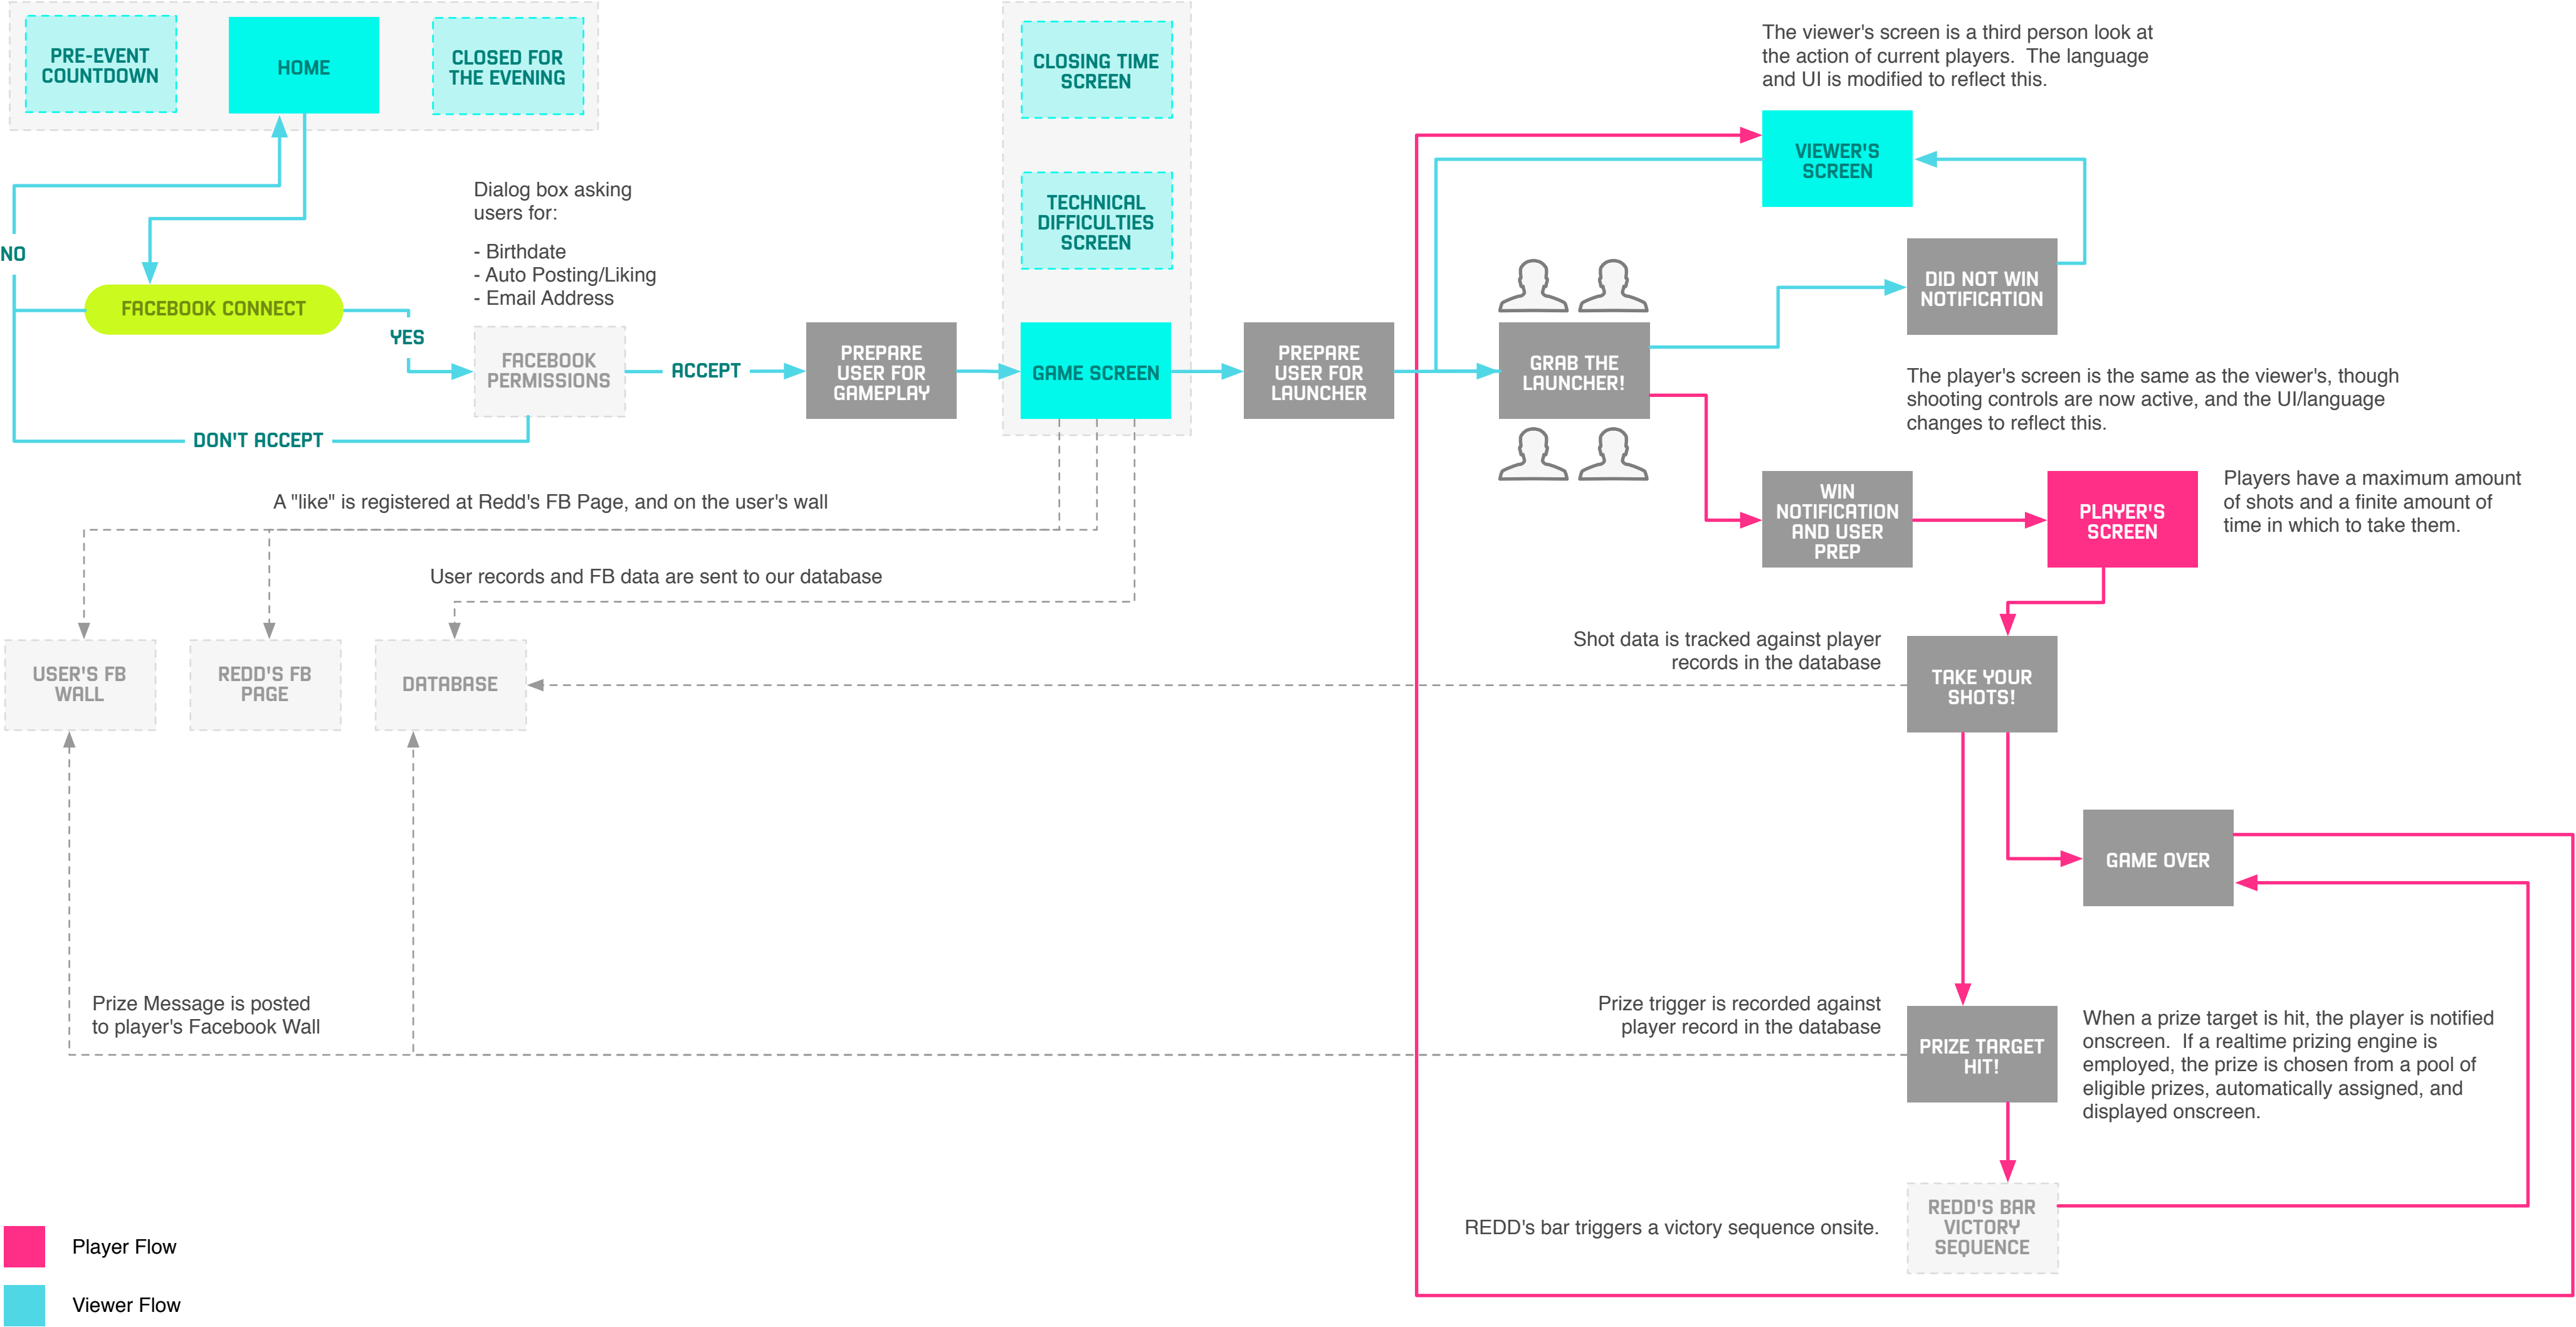 PRE-EVENT
COUNTDOWN
HOME
CLOSED FOR
THE EVENING
CLOSING TIME
SCREEN
The viewer's screen is a third person look at
the action of current players.  The language
and UI is modified to reflect this.
VIEWER'S
SCREEN
Dialog box asking
users for:
- Birthdate
- Auto Posting/Liking
- Email Address
TECHNICAL
DIFFICULTIES
SCREEN
NO
FACEBOOK CONNECT
YES
DID NOT WIN
NOTIFICATION
FACEBOOK
PERMISSIONS
ACCEPT
PREPARE
USER FOR
GAMEPLAY
GAME SCREEN
PREPARE
USER FOR
LAUNCHER
GRAB THE
LAUNCHER!
DON'T ACCEPT
The player's screen is the same as the viewer's, though
shooting controls are now active, and the UI/language
changes to reflect this.
A "like" is registered at Redd's FB Page, and on the user's wall
WIN
NOTIFICATION
AND USER
PREP
PLAYER'S
SCREEN
Players have a maximum amount
of shots and a finite amount of
time in which to take them.
User records and FB data are sent to our database
USER'S FB
WALL
REDD'S FB
PAGE
DATABASE
Shot data is tracked against player
records in the database
TAKE YOUR
SHOTS!
GAME OVER
Prize Message is posted
to player's Facebook Wall
Prize trigger is recorded against
player record in the database
PRIZE TARGET
HIT!
When a prize target is hit, the player is notified
onscreen.  If a realtime prizing engine is
employed, the prize is chosen from a pool of
eligible prizes, automatically assigned, and
displayed onscreen.
REDD's bar triggers a victory sequence onsite.
REDD'S BAR
VICTORY
SEQUENCE
Player Flow
Viewer Flow